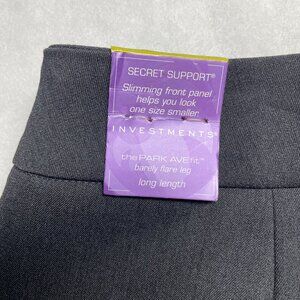 SECRET SUPPORT®
Slimming front panel
helps you look
one size smaller
INVESTMENTS®
the PARK AVE fit™
barely flare leg
long length